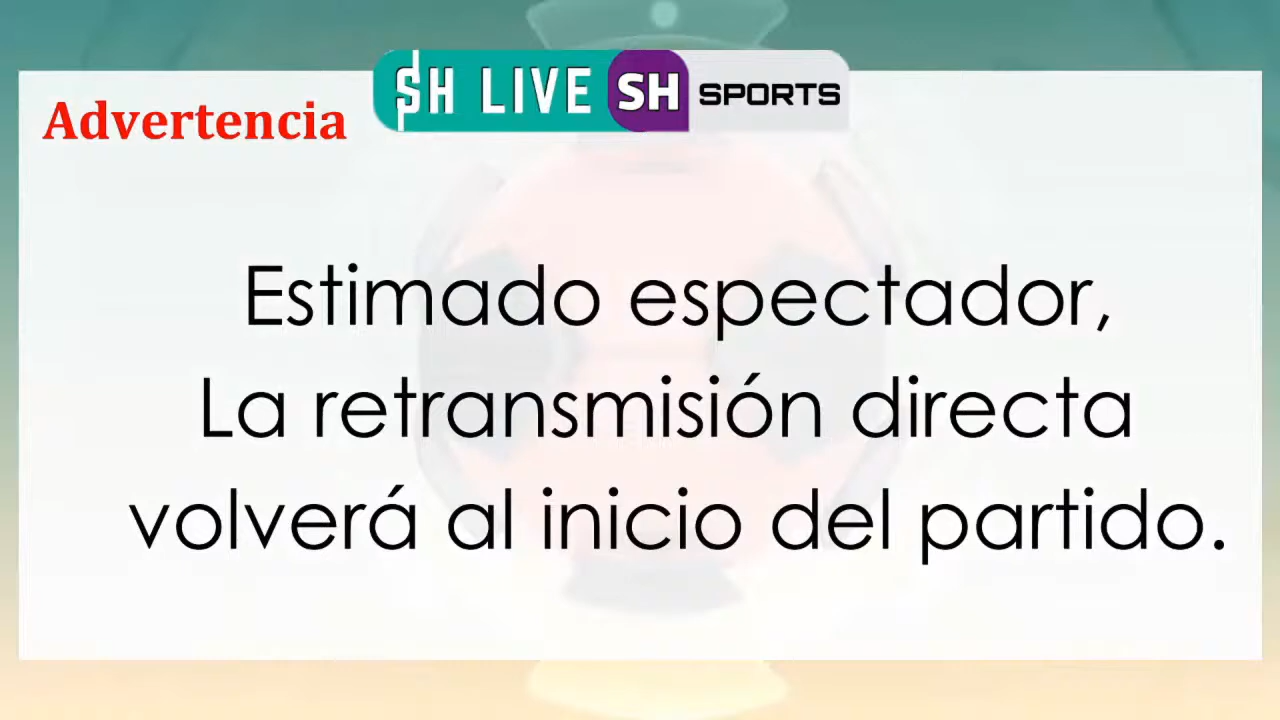 SH LIVE SH SPORTS
Advertencia
Estimado espectador,
La retransmisión directa
volverá al inicio del partido.